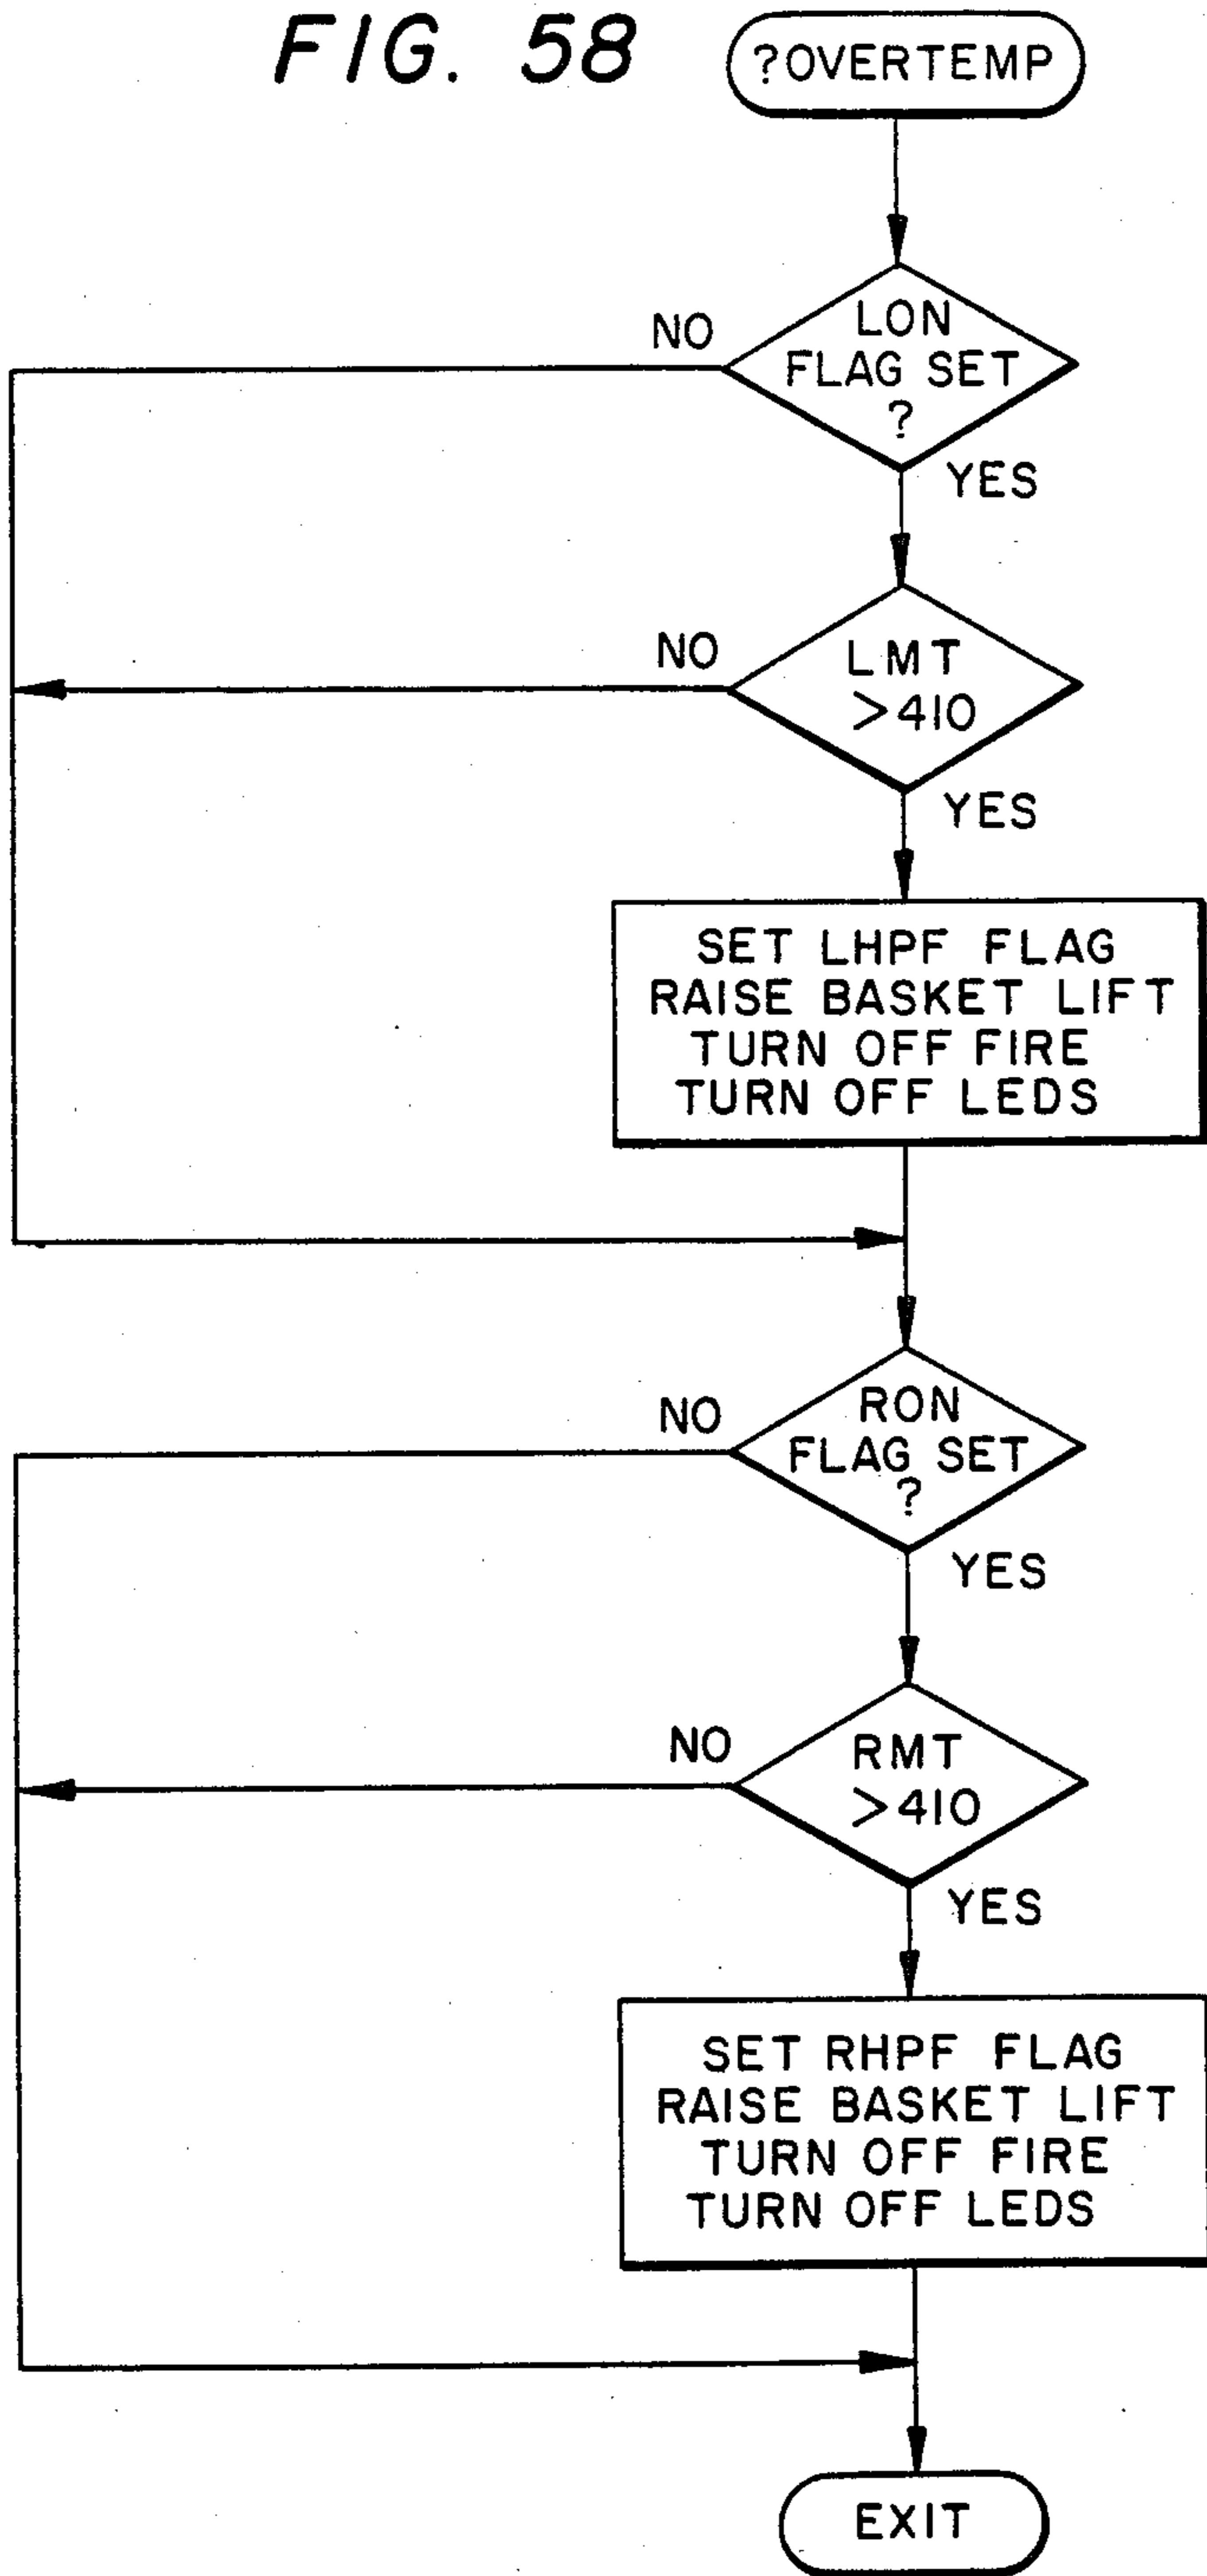 FIG. 58
?OVERTEMP
LON
FLAG SET
?
NO
YES
LMT
>410
NO
YES
SET LHPF FLAG
RAISE BASKET LIFT
TURN OFF FIRE
TURN OFF LEDS
RON
FLAG SET
?
NO
YES
RMT
>410
NO
YES
SET RHPF FLAG
RAISE BASKET LIFT
TURN OFF FIRE
TURN OFF LEDS
EXIT